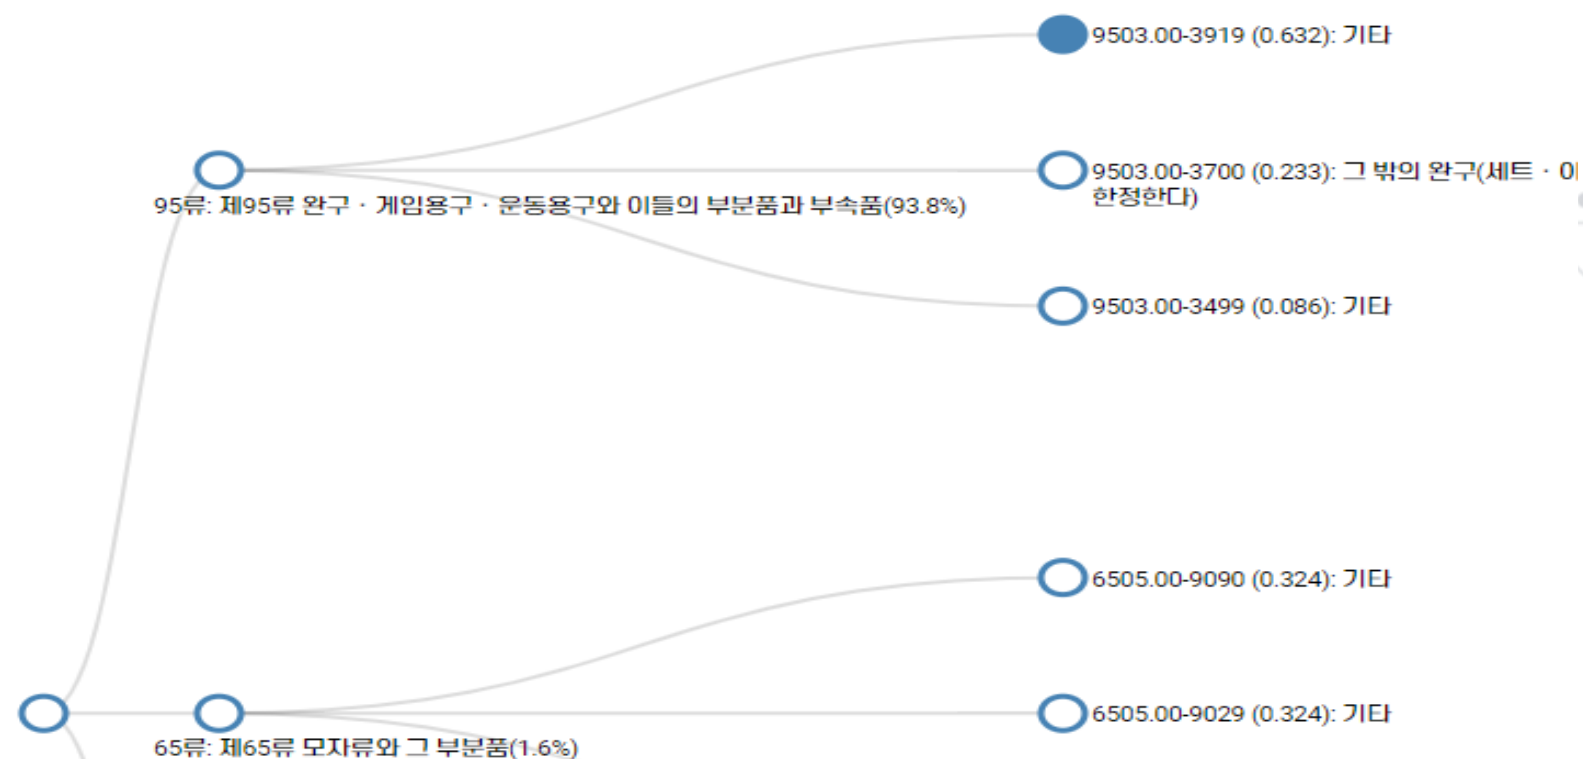 9503.00-3919 (0.632): 기타
9503.00-3700 (0.233): 그 밖의 완구(세트 ·
한정한다)
95류: 제95류 완구 · 게임용구 · 운동용구와 이들의 부분품과 부속품(93.8%)
9503.00-3499 (0.086): 기타
6505.00-9090 (0.324): 기타
6505.00-9029 (0.324): 기타
65류: 제65류 모자류와 그 부분품(1.6%)